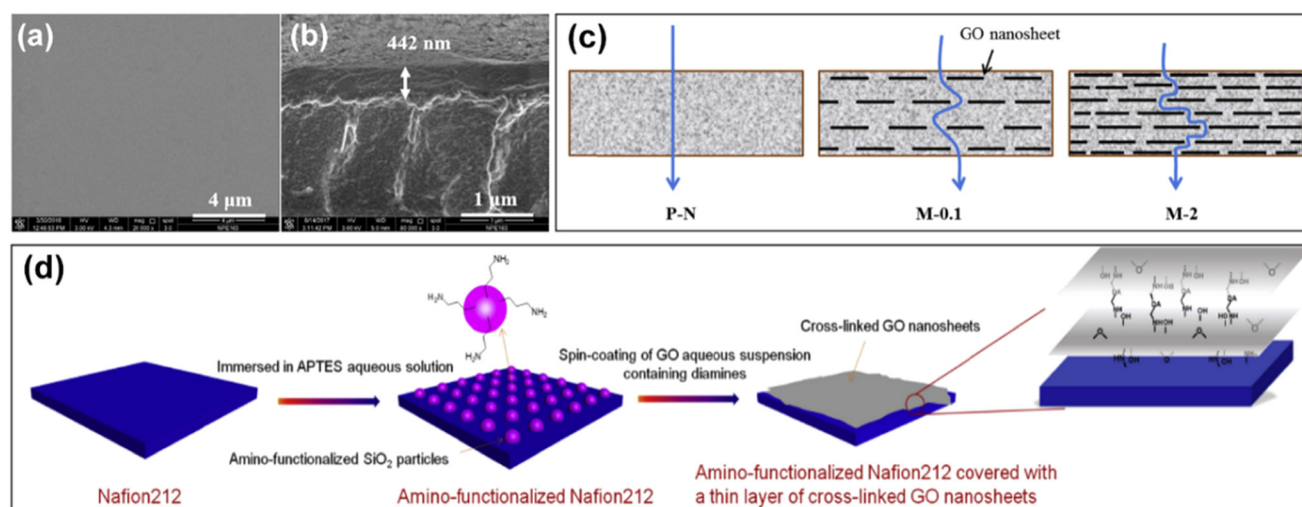 (a)
4 μm
(b)
442 nm
1 μm
(c)
GO nanosheet
P-N
M-0.1
M-2
(d)
NH₂
H₂N
NH₂
H₂N
Immersed in APTES aqueous solution
Spin-coating of GO aqueous suspension
containing diamines
Cross-linked GO nanosheets
Amino-functionalized SiO₂ particles
Nafion212
Amino-functionalized Nafion212
Amino-functionalized Nafion212 covered with
a thin layer of cross-linked GO nanosheets